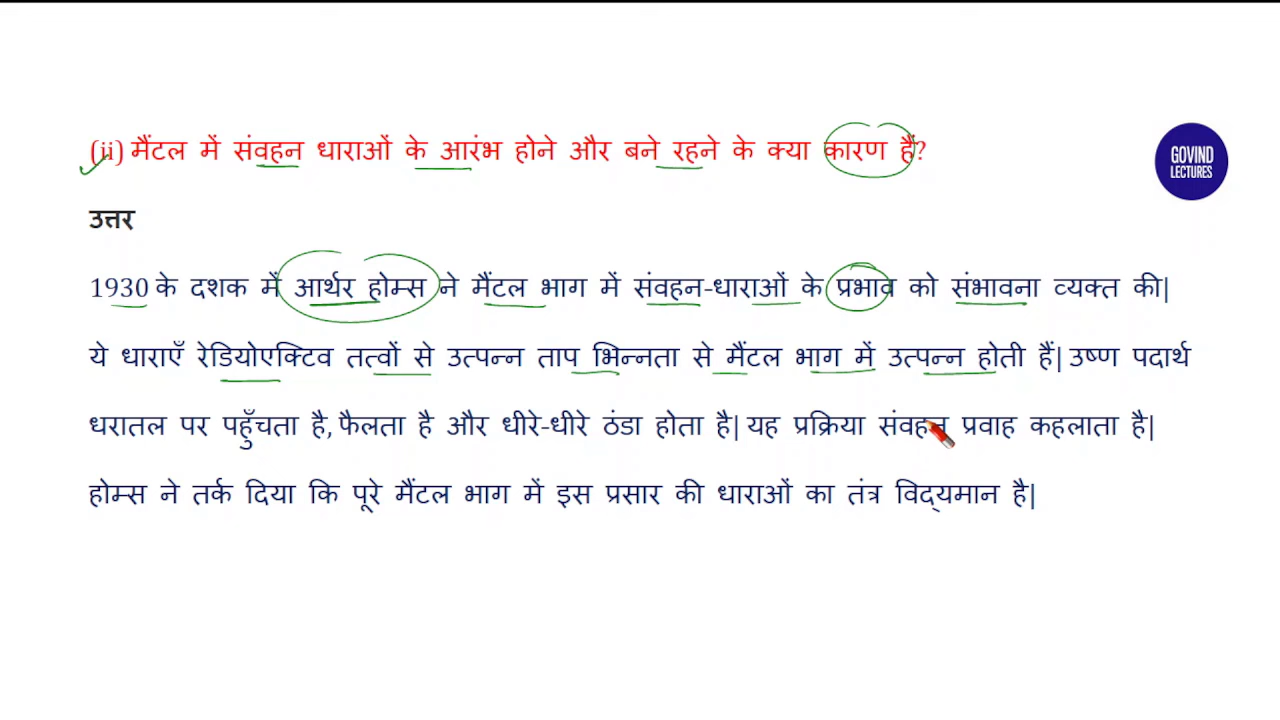 (ii) मैंटल में संवहन धाराओं के आरंभ होने और बने रहने के क्या कारण हैं?
GOVIND
LECTURES
उत्तर
1930 के दशक में आर्थर होम्स ने मैंटल भाग में संवहन-धाराओं के प्रभाव को संभावना व्यक्त की|
ये धाराएँ रेडियोएक्टिव तत्वों से उत्पन्न ताप भिन्नता से मैंटल भाग में उत्पन्न होती हैं| उष्ण पदार्थ
धरातल पर पहुँचता है, फैलता है और धीरे-धीरे ठंडा होता है| यह प्रक्रिया संवहन प्रवाह कहलाता है|
होम्स ने तर्क दिया कि पूरे मैंटल भाग में इस प्रसार की धाराओं का तंत्र विद्यमान है|